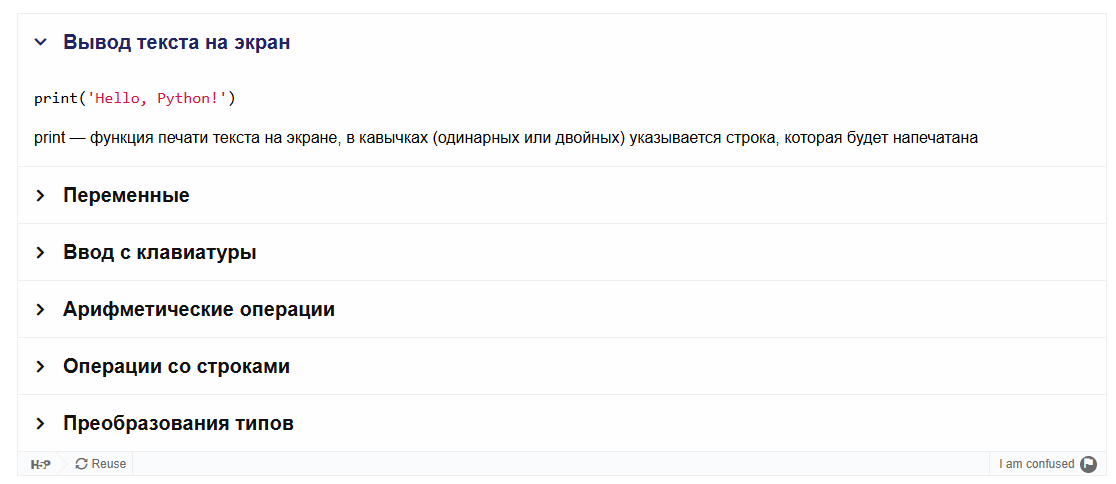 Вывод текста на экран
print('Hello, Python!')
print — функция печати текста на экране, в кавычках (одинарных или двойных) указывается строка, которая будет напечатана
Переменные
Ввод с клавиатуры
Арифметические операции
Операции со строками
Преобразования типов
H5P Reuse I am confused